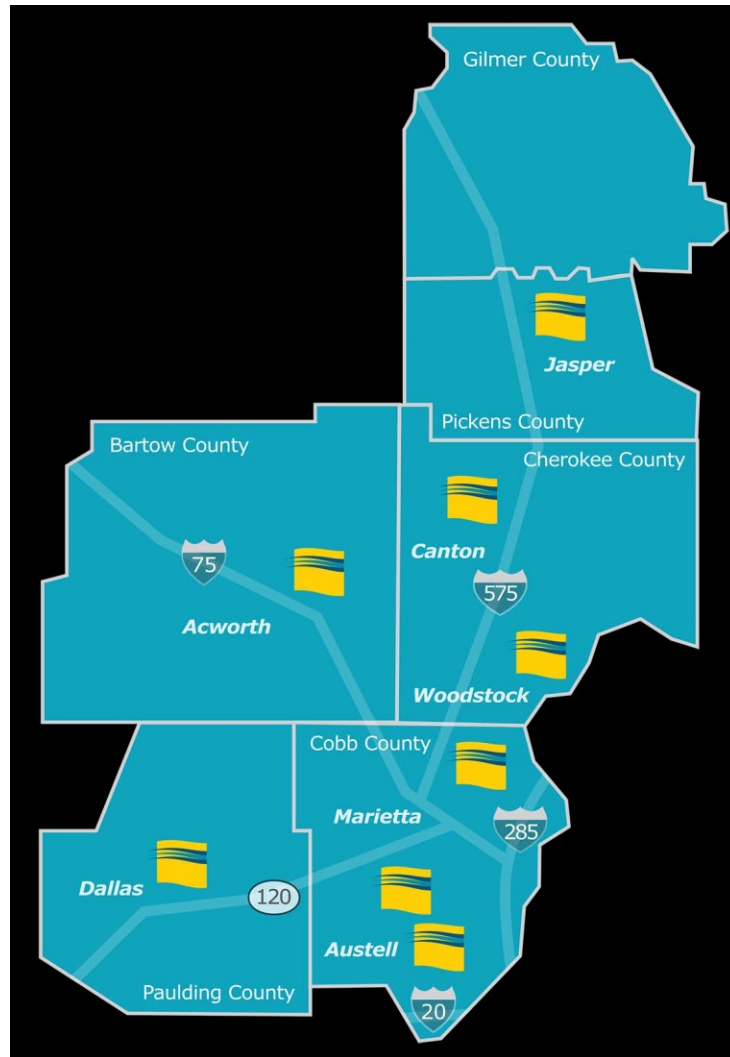 Gilmer County
Jasper
Pickens County
Bartow County
Cherokee County
Canton
75
575
Acworth
Woodstock
Cobb County
Marietta
285
Dallas
120
Austell
Paulding County
20